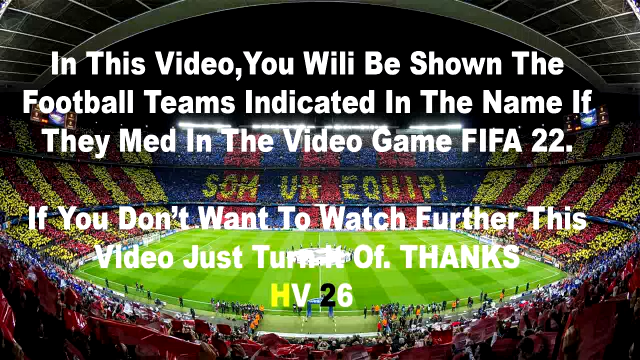 In This Video,You Wili Be Shown The
Football Teams Indicated In The Name If
They Med In The Video Game FIFA 22.
SOM UN EQUIP!
If You Don't Want To Watch Further This
Video Just Turn It Of. THANKS
HV 26